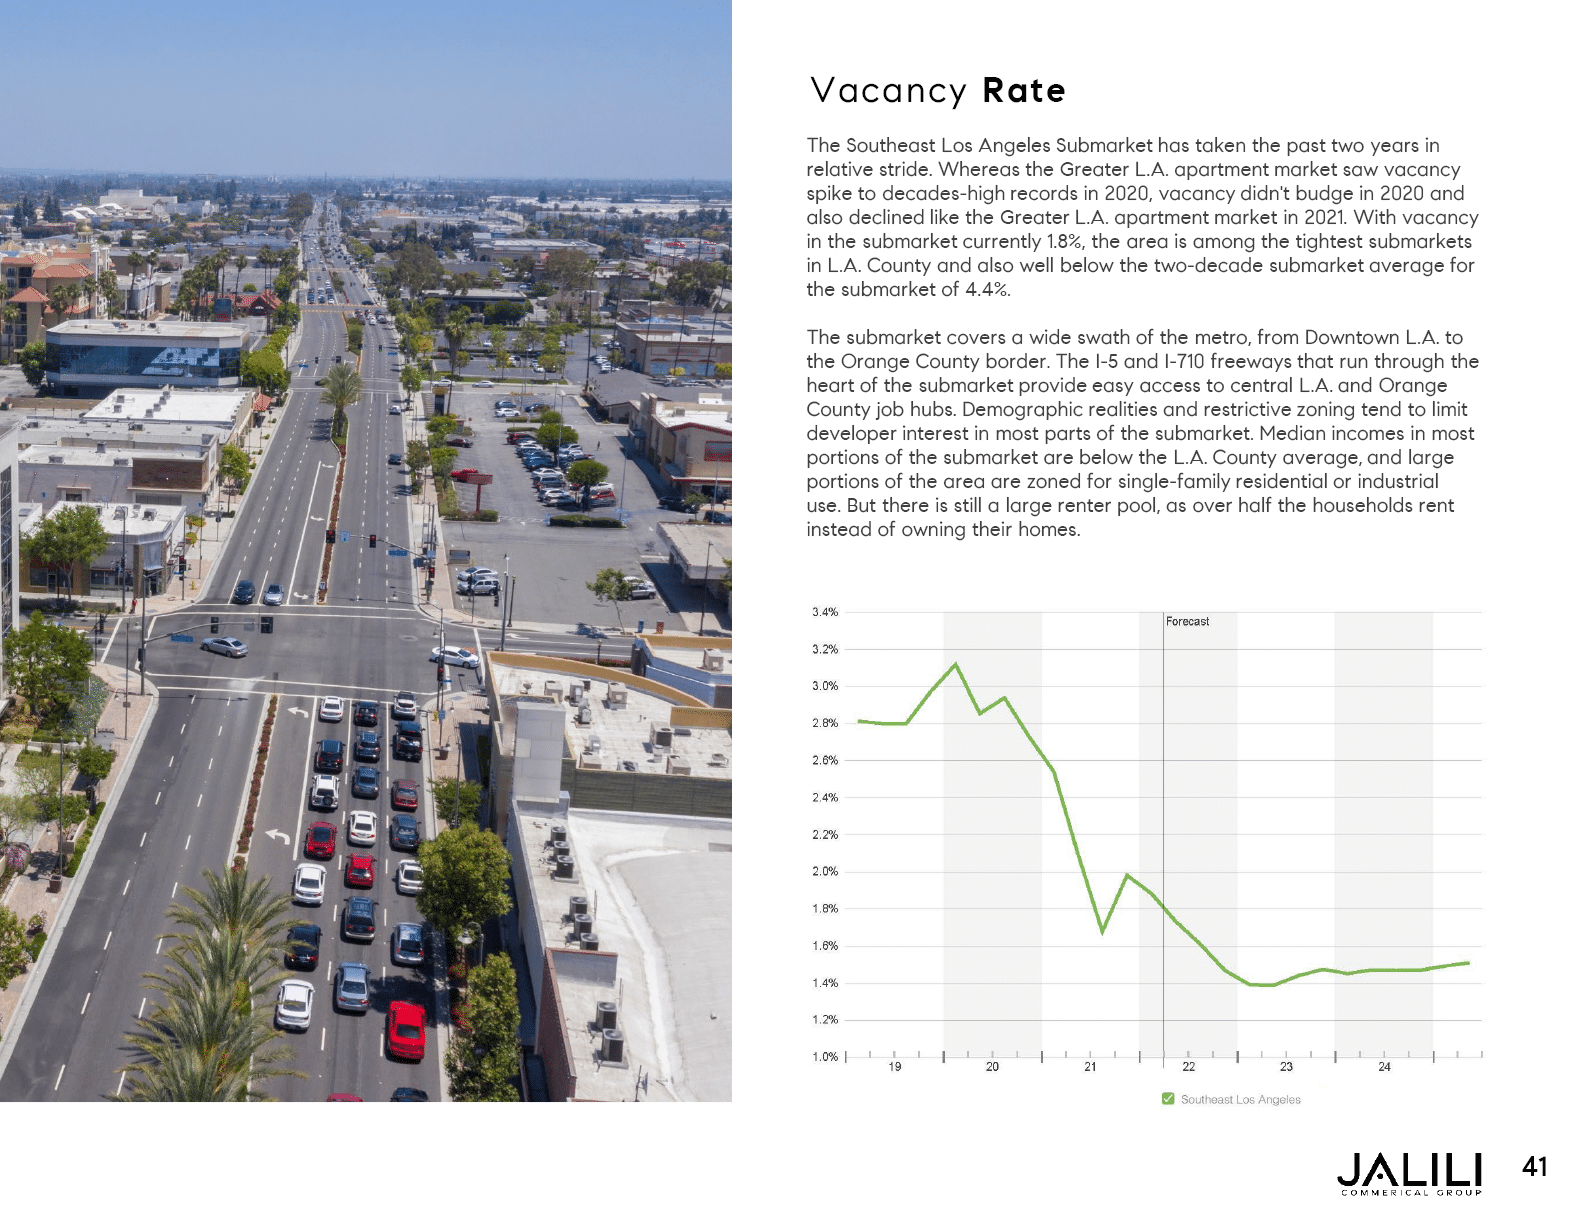 Vacancy Rate
The Southeast Los Angeles Submarket has taken the past two years in
relative stride. Whereas the Greater L.A. apartment market saw vacancy
spike to decades-high records in 2020, vacancy didn't budge in 2020 and
also declined like the Greater L.A. apartment market in 2021. With vacancy
in the submarket currently 1.8%, the area is among the tightest submarkets
in L.A. County and also well below the two-decade submarket average for
the submarket of 4.4%.
The submarket covers a wide swath of the metro, from Downtown L.A. to
the Orange County border. The I-5 and I-710 freeways that run through the
heart of the submarket provide easy access to central L.A. and Orange
County job hubs. Demographic realities and restrictive zoning tend to limit
developer interest in most parts of the submarket. Median incomes in most
portions of the submarket are below the L.A. County average, and large
portions of the area are zoned for single-family residential or industrial
use. But there is still a large renter pool, as over half the households rent
instead of owning their homes.
3.4%
Forecast
3.2%
3.0%
2.8%
2.6%
2.4%
2.2%
2.0%
1.8%
1.6%
1.4%
1.2%
1.0%
19 20 21 22 23 24
Southeast Los Angeles
JALILI
COMMERICAL GROUP
41